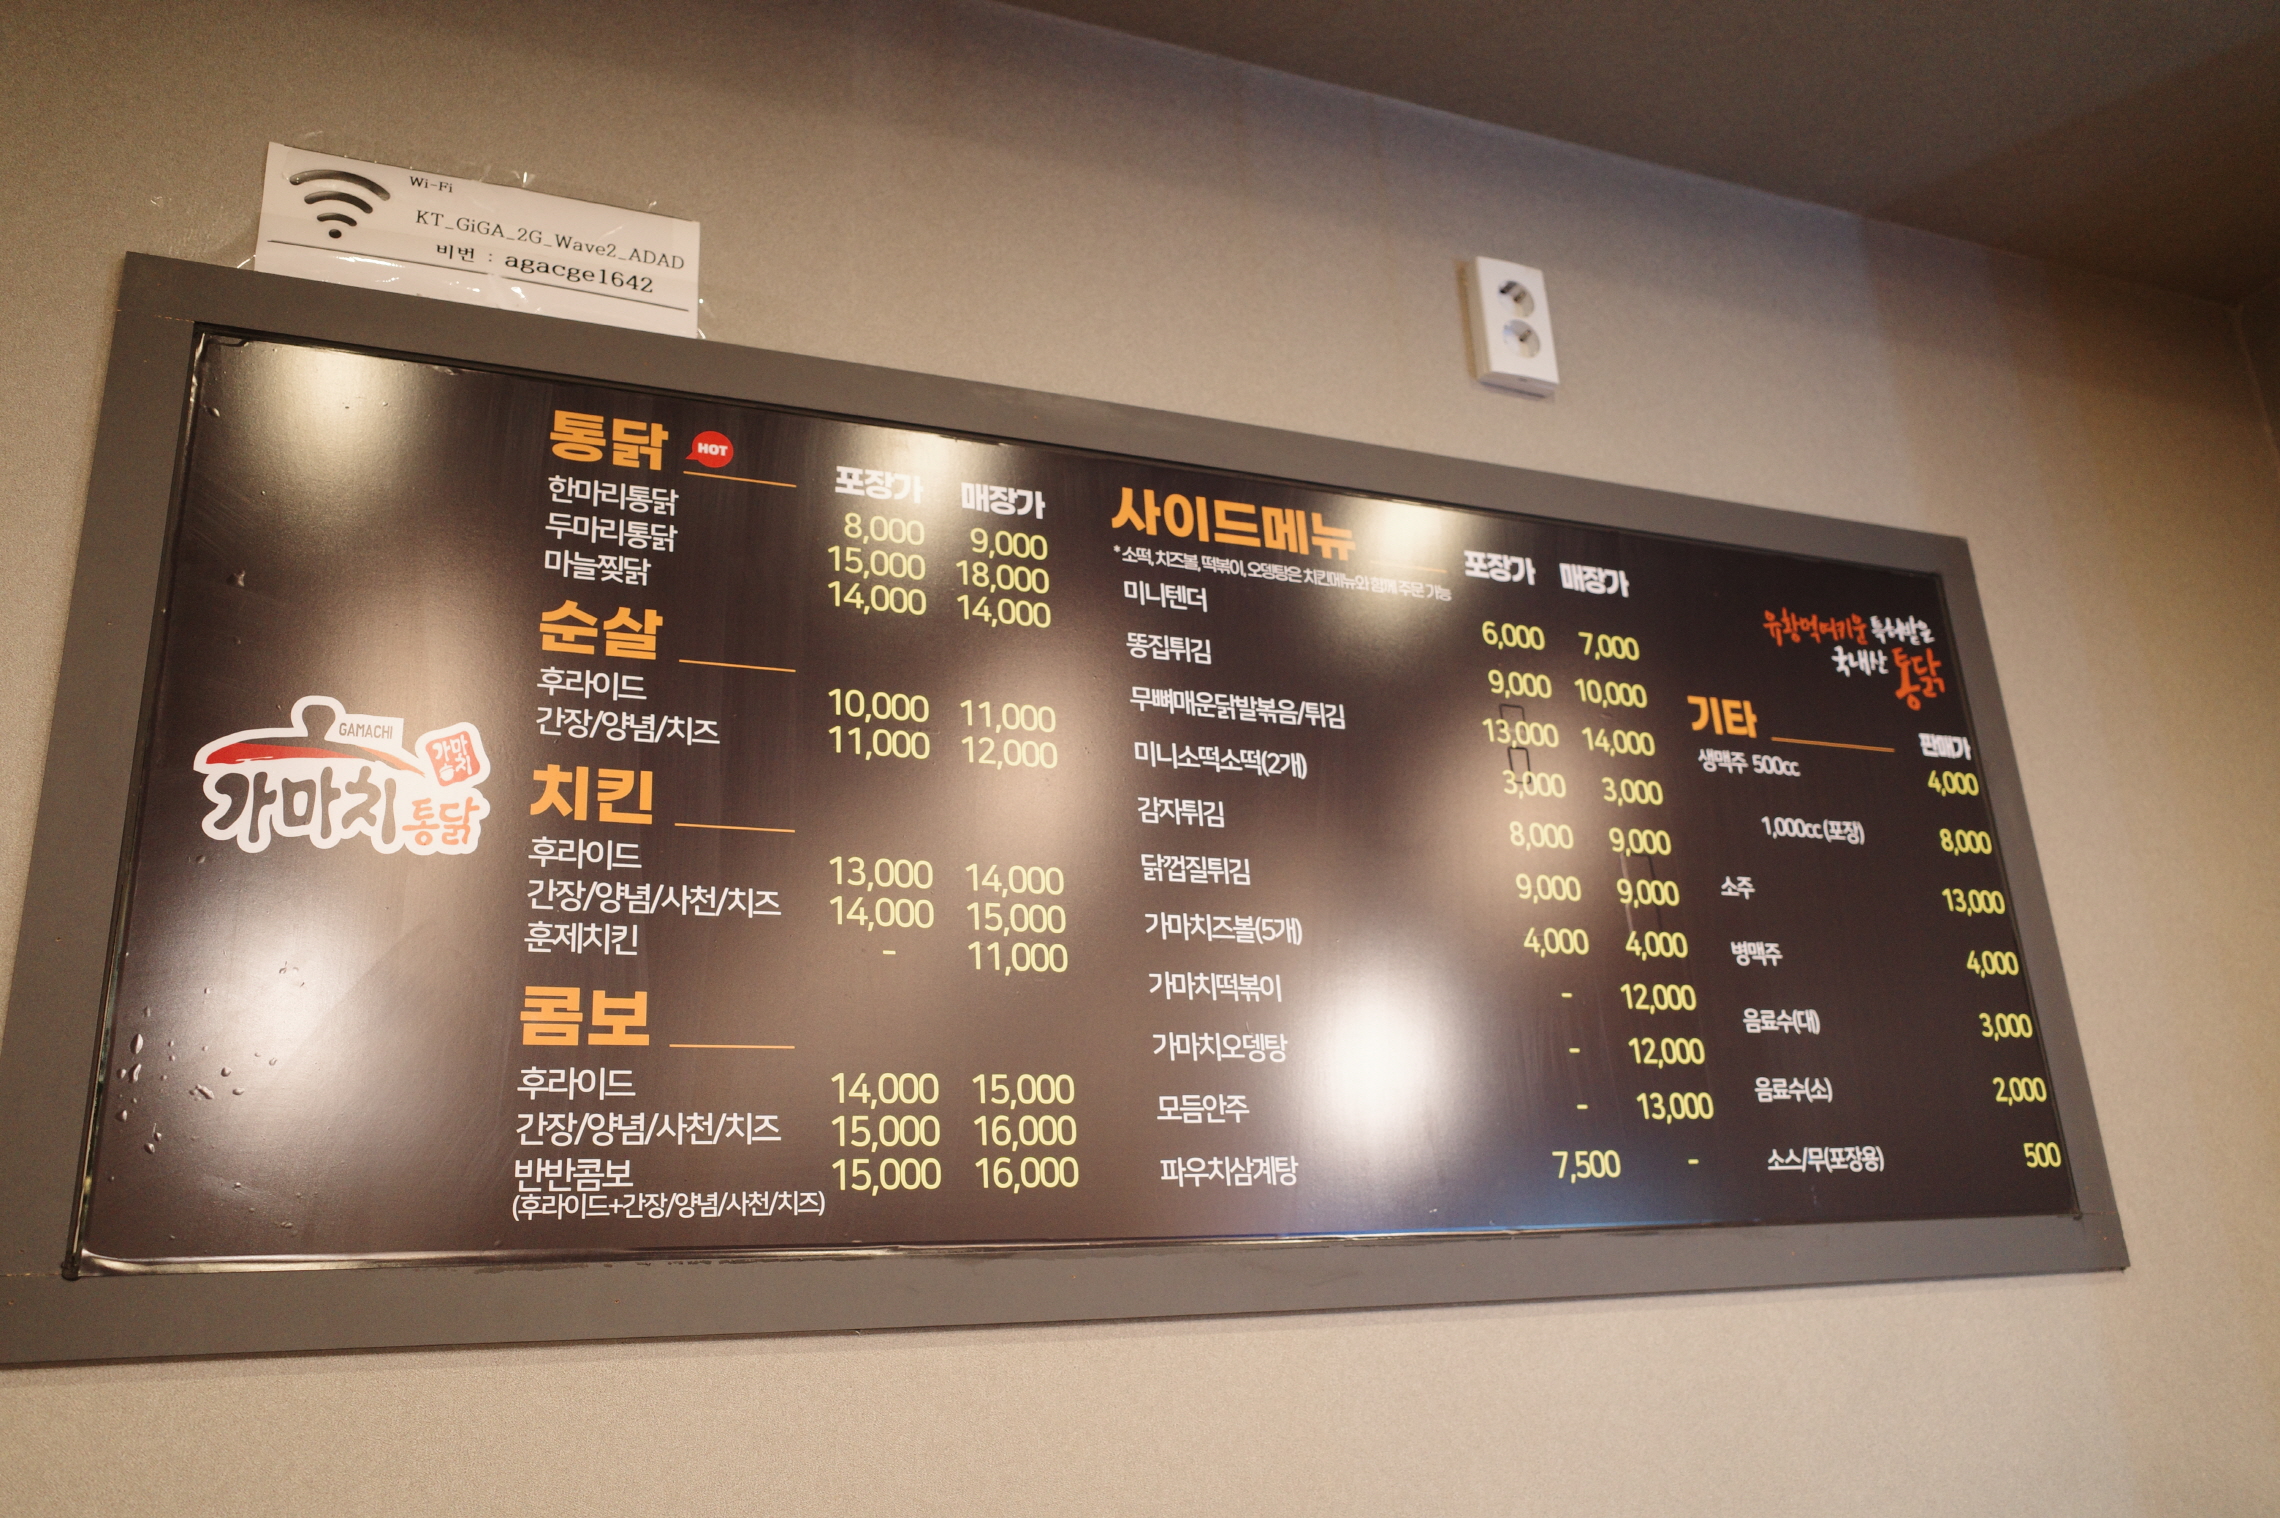 Wi-Fi
KT_GiGA_2G_Wave2_ADAD
비번 : agacge1642
GAMACHI
가마치
가마치통닭
통닭 HOT
포장가 매장가
한마리통닭 8,000 9,000
두마리통닭 15,000 18,000
마늘찢닭 14,000 14,000
순살
후라이드 10,000 11,000
간장/양념/치즈 11,000 12,000
치킨
후라이드 13,000 14,000
간장/양념/사천/치즈 14,000 15,000
훈제치킨 - 11,000
콤보
후라이드 14,000 15,000
간장/양념/사천/치즈 15,000 16,000
반반콤보 15,000 16,000
(후라이드+간장/양념/사천/치즈)
사이드메뉴
포장가 매장가
*소떡, 치즈볼, 떡볶이, 오뎅탕은 치킨메뉴와 함께 주문 가능
미니텐더 6,000 7,000
똥집튀김 9,000 10,000
무뼈매운닭발볶음/튀김 13,000 14,000
미니소떡소떡(2개) 3,000 3,000
감자튀김 8,000 9,000
닭껍질튀김 9,000 9,000
가마치즈볼(5개) 4,000 4,000
가마치떡볶이 - 12,000
가마치오뎅탕 - 12,000
모듬안주 - 13,000
파우치삼계탕 7,500 -
유황먹여키운 특허받은
국내산 통닭
기타
판매가
생맥주 500cc 4,000
1,000cc (포장) 8,000
소주 13,000
병맥주 4,000
음료수(대) 3,000
음료수(소) 2,000
소스/무(포장용) 500